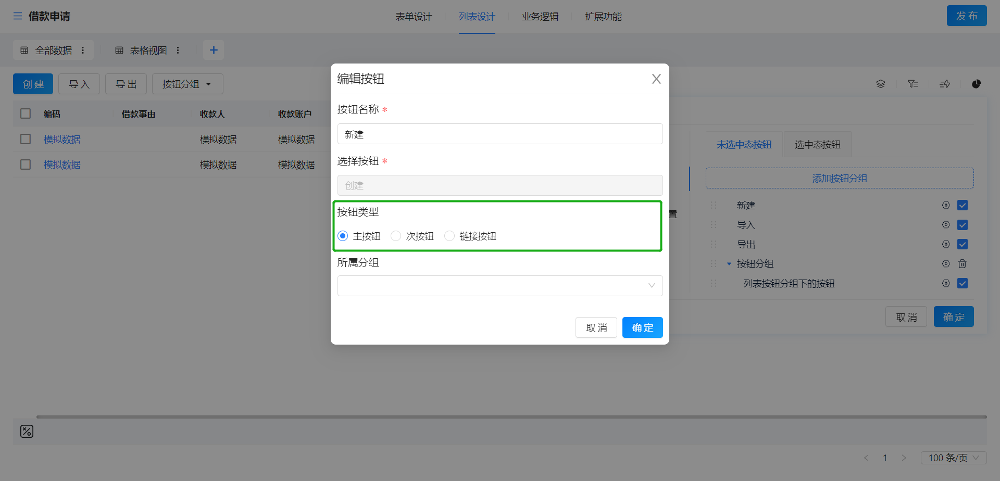 借款申请
表单设计 列表设计 业务逻辑 扩展功能
发布
全部数据 表格视图
创建 导入 导出 按钮分组
编码 借款事由 收款人 收款账户
模拟数据 模拟数据 模拟数据
模拟数据 模拟数据 模拟数据
编辑按钮
按钮名称 *
新建
选择按钮 *
创建
按钮类型
主按钮 次按钮 链接按钮
所属分组
取消 确定
置
未选中态按钮 选中态按钮
添加按钮分组
新建
导入
导出
按钮分组
列表按钮分组下的按钮
取消 确定
1 100 条/页